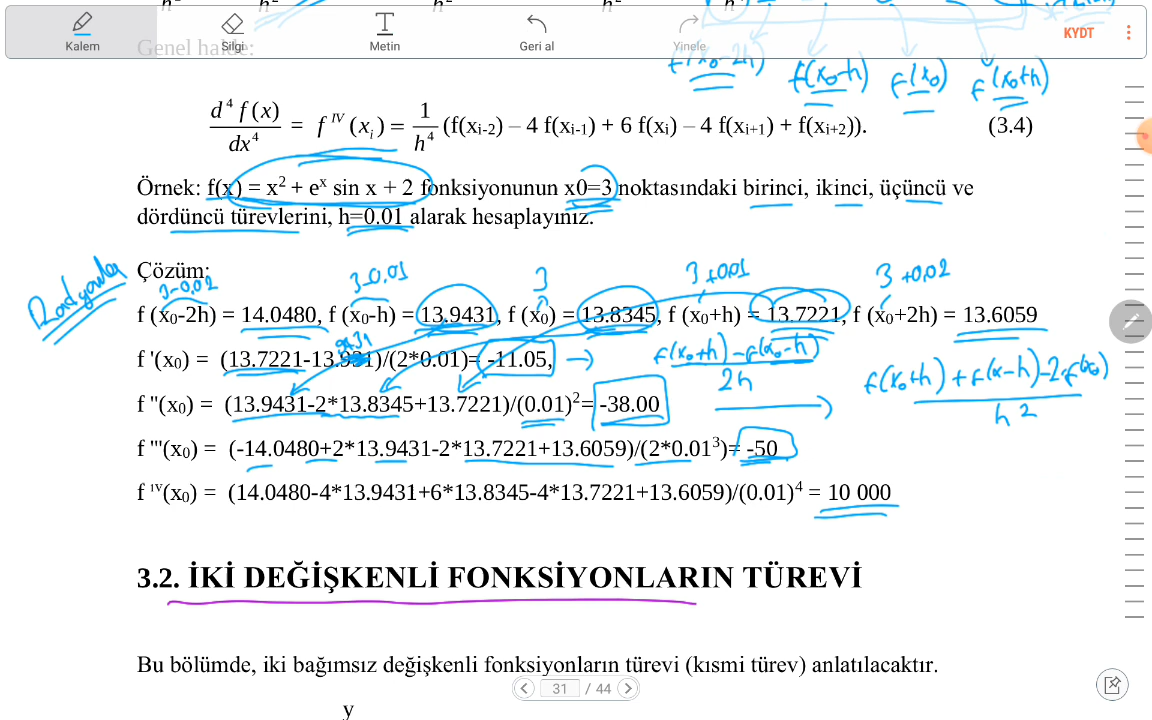 Kalem Silgi Metin Geri al Yinele KYDT
Genel halde:
f(x₀-2h) f(x₀-h) f(x₀) f(x₀+h)
d⁴ f(x) / dx⁴ = f ᴵⱽ (xᵢ) = 1/h⁴ (f(xi-2) – 4 f(xi-1) + 6 f(xi) – 4 f(xi+1) + f(xi+2)). (3.4)
Örnek: f(x) = x² + eˣ sin x + 2 fonksiyonunun x0=3 noktasındaki birinci, ikinci, üçüncü ve
dördüncü türevlerini, h=0.01 alarak hesaplayınız.
Çözüm:
3-0,02 3-0,01 3 3+0,01 3+0,02
f (x₀-2h) = 14.0480, f (x₀-h) = 13.9431, f (x₀) = 13.8345, f (x₀+h) = 13.7221, f (x₀+2h) = 13.6059
f '(x₀) = (13.7221-13.931)/(2*0.01)= -11.05, → f(x₀+h)-f(x₀-h) / 2h
f "(x₀) = (13.9431-2*13.8345+13.7221)/(0.01)²= -38.00 → f(x₀+h)+f(x-h)-2f(x₀) / h²
f "'(x₀) = (-14.0480+2*13.9431-2*13.7221+13.6059)/(2*0.01³)= -50
f ᴵⱽ(x₀) = (14.0480-4*13.9431+6*13.8345-4*13.7221+13.6059)/(0.01)⁴ = 10 000
3.2. İKİ DEĞİŞKENLİ FONKSİYONLARIN TÜREVİ
Bu bölümde, iki bağımsız değişkenli fonksiyonların türevi (kısmi türev) anlatılacaktır.
31 / 44
y